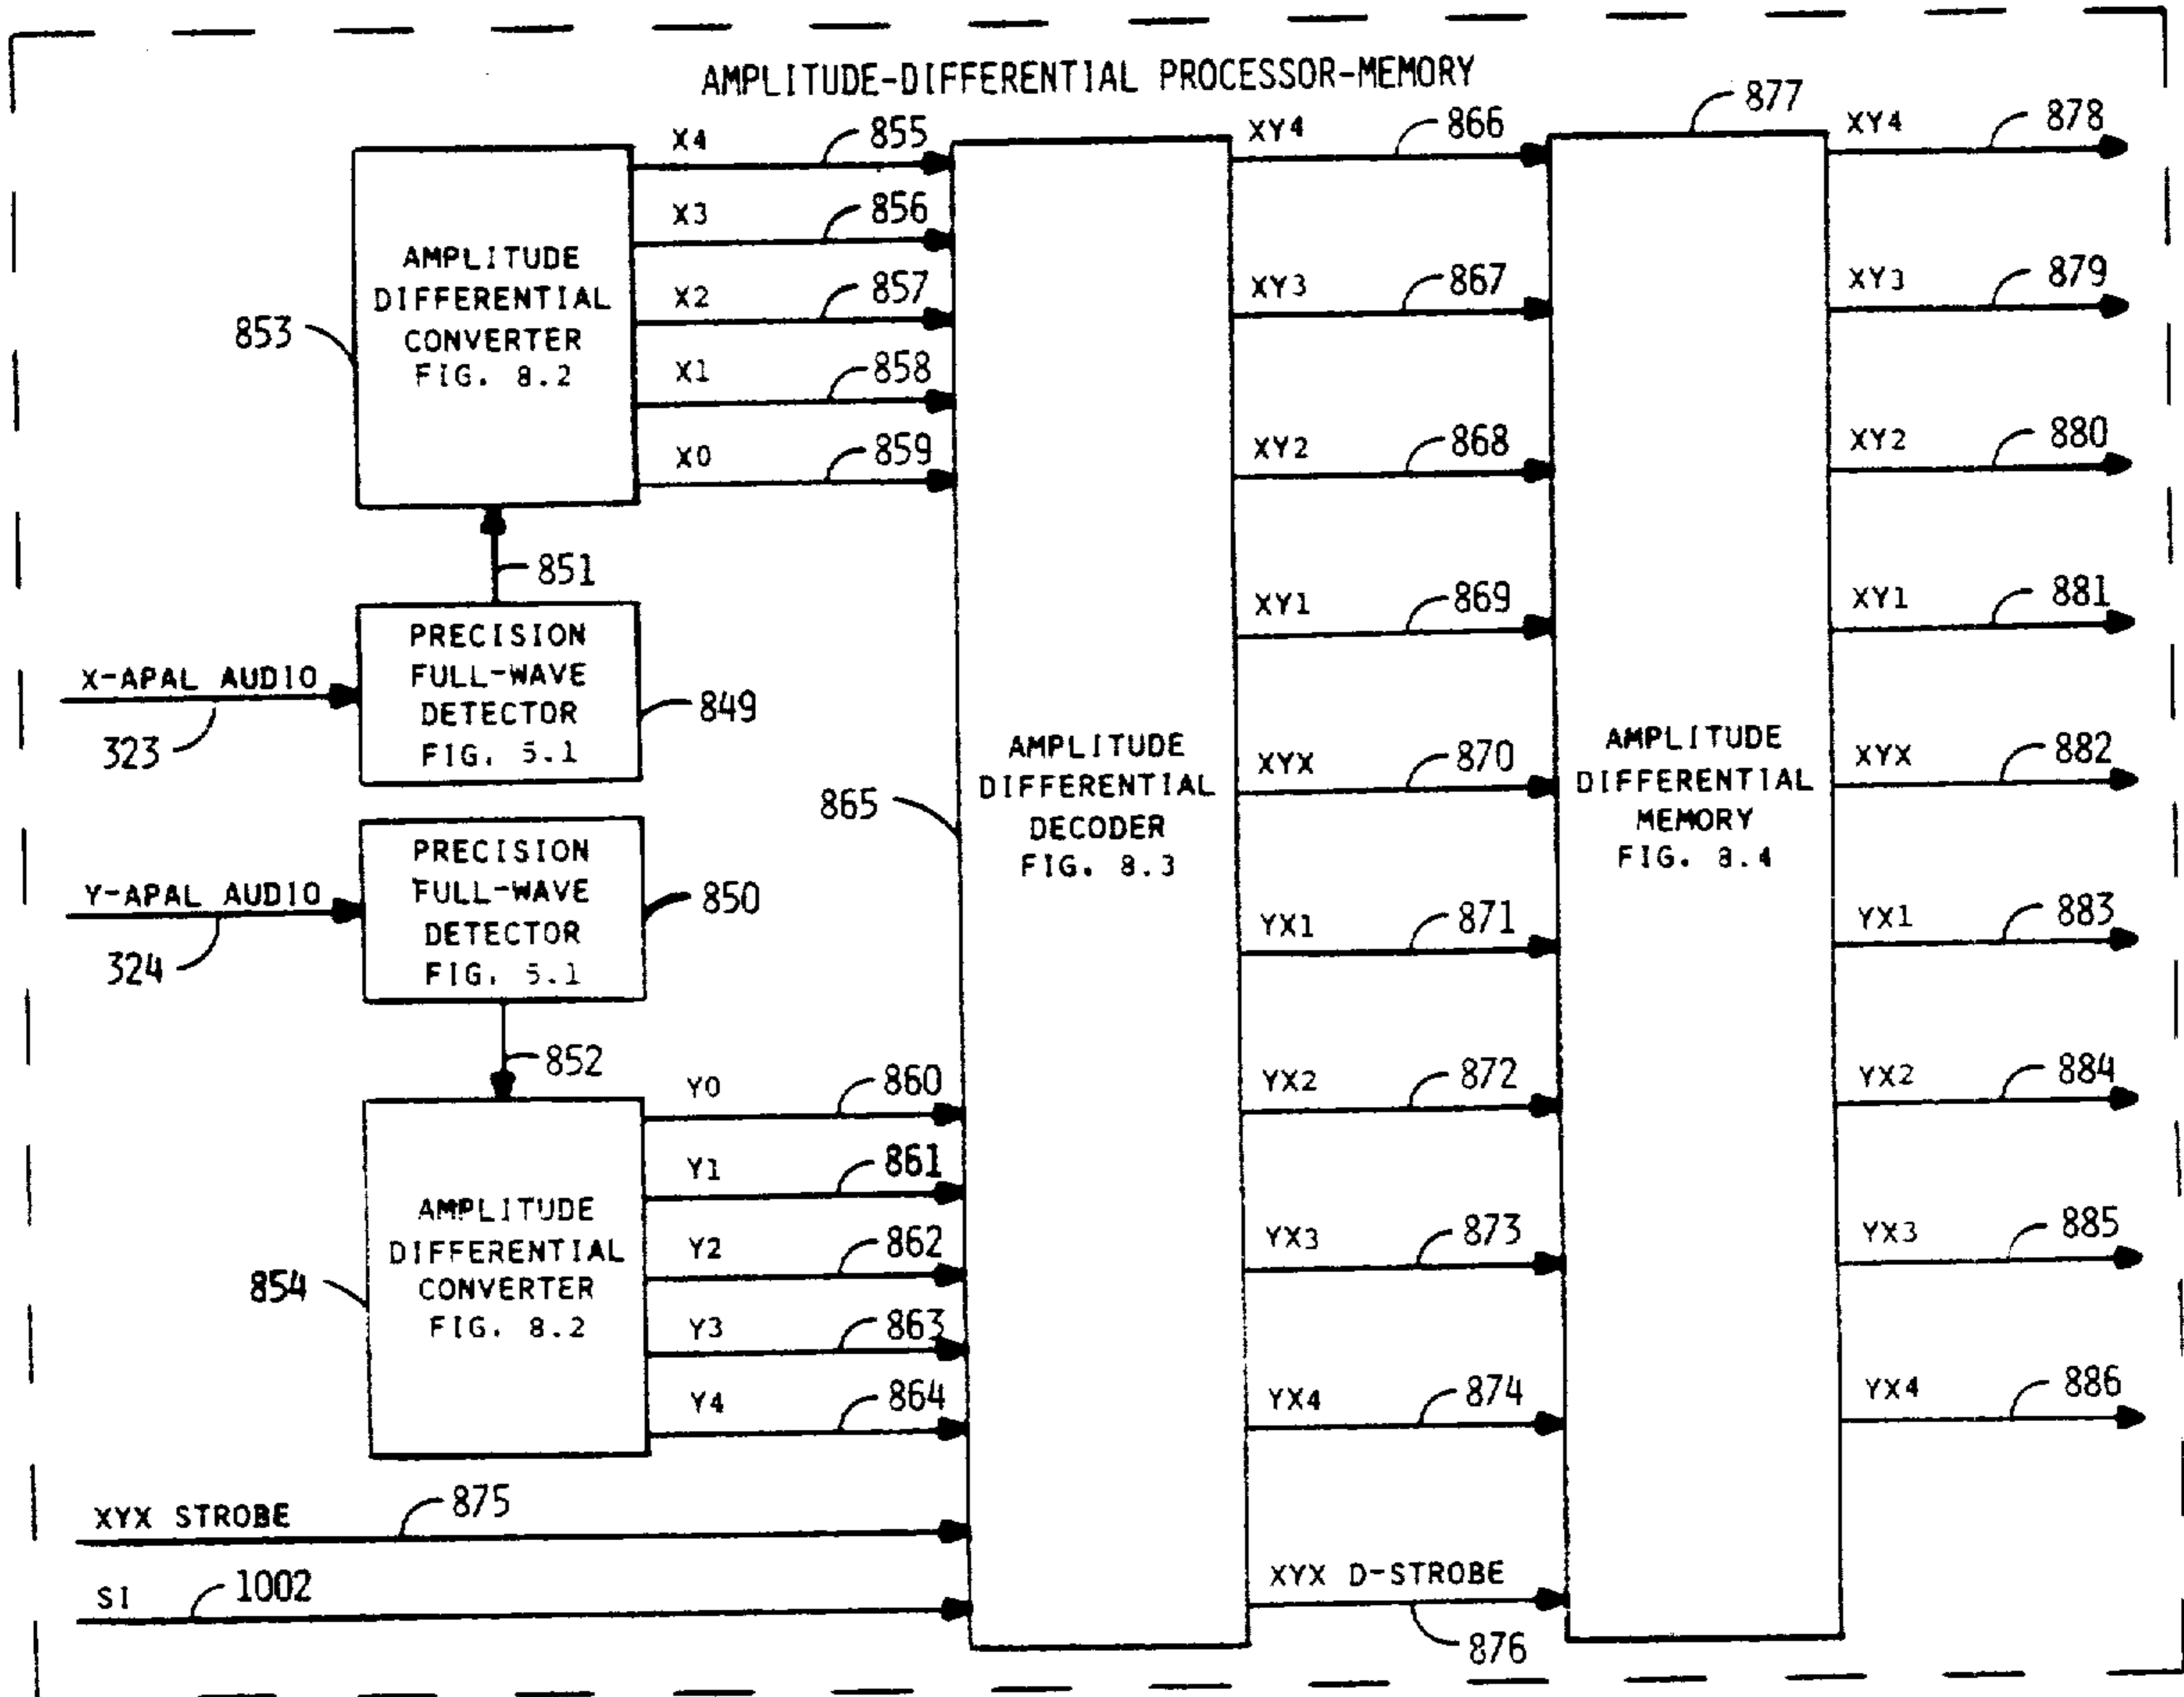 AMPLITUDE-DIFFERENTIAL PROCESSOR-MEMORY
853
AMPLITUDE
DIFFERENTIAL
CONVERTER
FIG. 8.2
X4 855
X3 856
X2 857
X1 858
X0 859
851
X-APAL AUDIO
323
PRECISION
FULL-WAVE
DETECTOR
FIG. 5.1
849
Y-APAL AUDIO
324
PRECISION
FULL-WAVE
DETECTOR
FIG. 5.1
850
852
854
AMPLITUDE
DIFFERENTIAL
CONVERTER
FIG. 8.2
Y0 860
Y1 861
Y2 862
Y3 863
Y4 864
XYX STROBE 875
SI 1002
865
AMPLITUDE
DIFFERENTIAL
DECODER
FIG. 8.3
XY4 866
XY3 867
XY2 868
XY1 869
XYX 870
YX1 871
YX2 872
YX3 873
YX4 874
XYX D-STROBE
876
877
AMPLITUDE
DIFFERENTIAL
MEMORY
FIG. 8.4
XY4 878
XY3 879
XY2 880
XY1 881
XYX 882
YX1 883
YX2 884
YX3 885
YX4 886